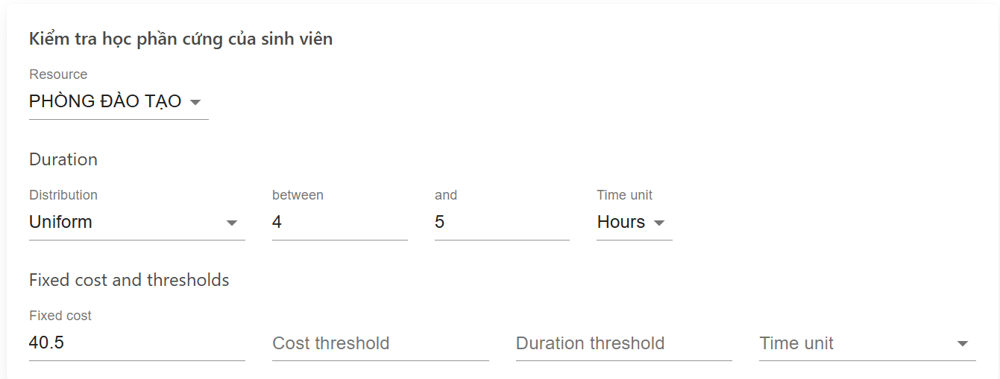 Kiểm tra học phần cứng của sinh viên
Resource
PHÒNG ĐÀO TẠO
Duration
Distribution between and Time unit
Uniform 4 5 Hours
Fixed cost and thresholds
Fixed cost
40.5 Cost threshold Duration threshold Time unit